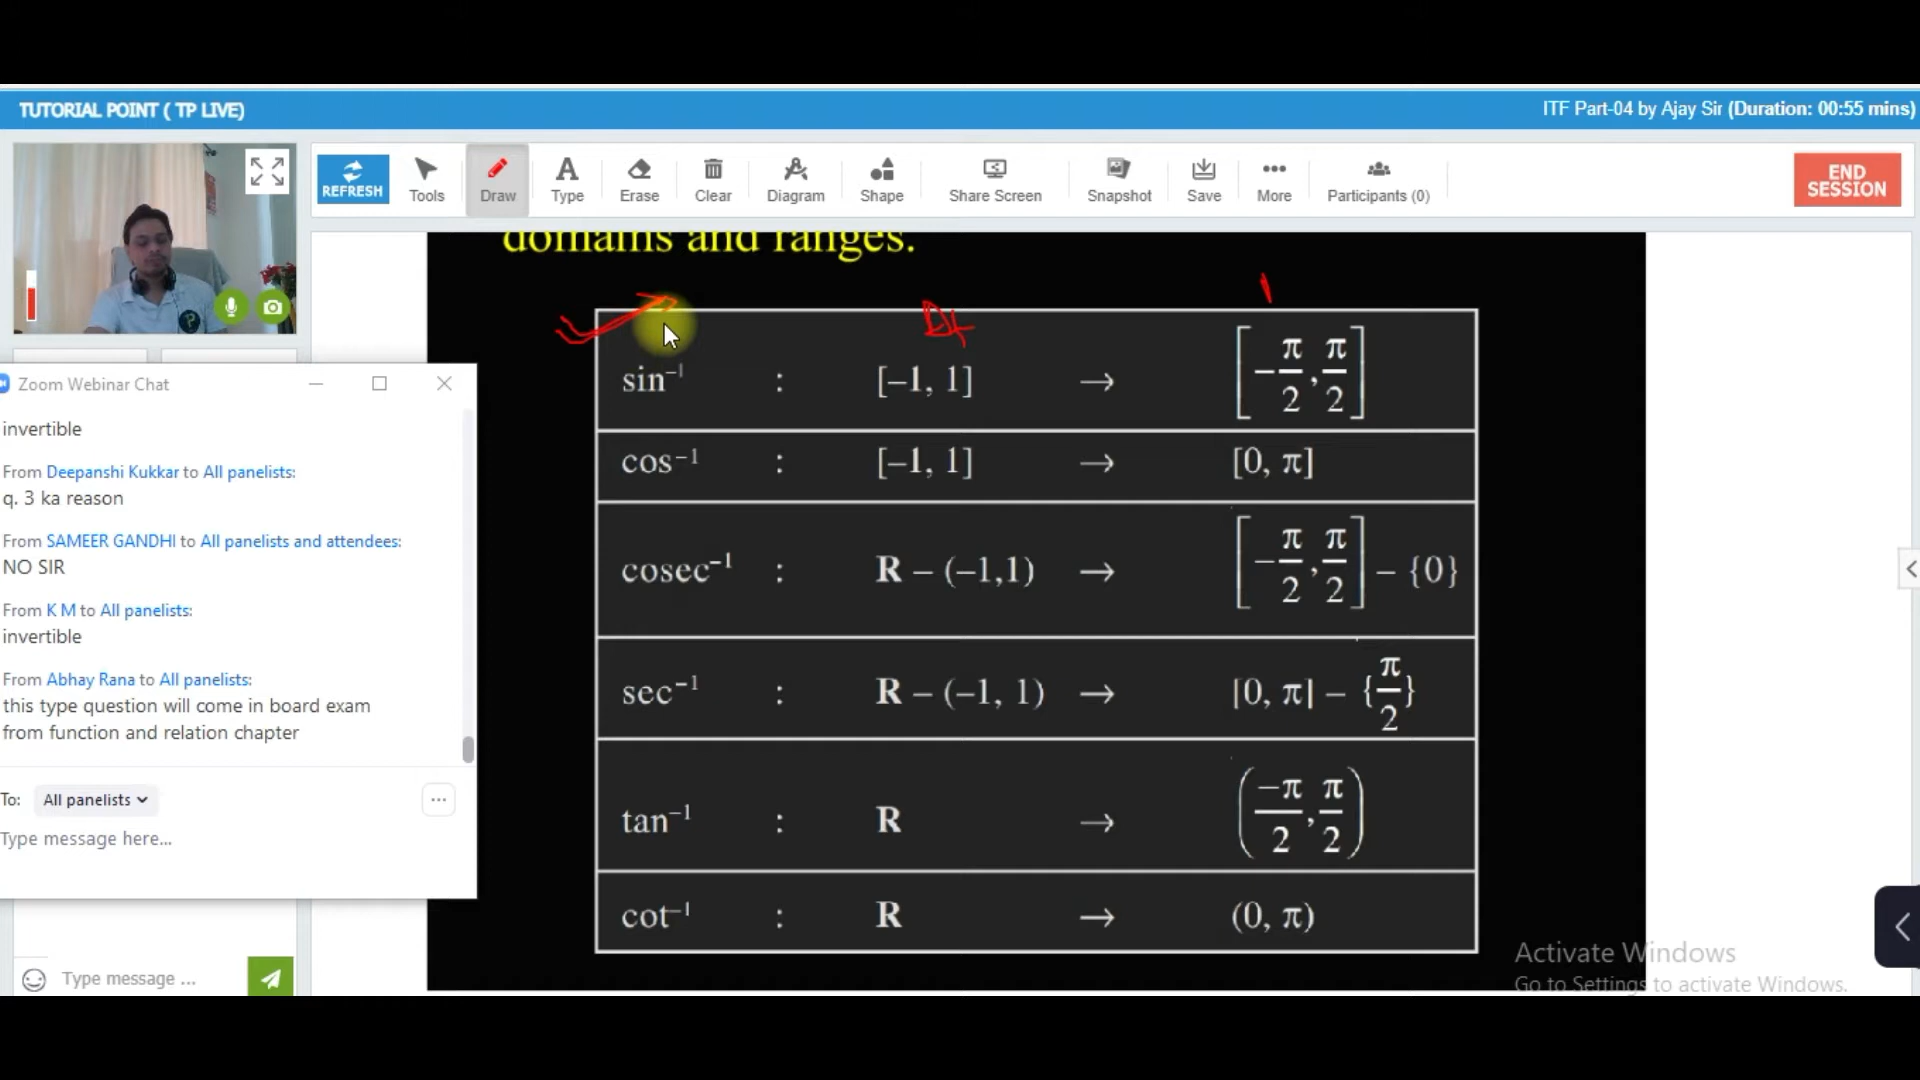 TUTORIAL POINT ( TP LIVE)
ITF Part-04 by Ajay Sir (Duration: 00:55 mins)
REFRESH
Tools
Draw
Type
Erase
Clear
Diagram
Shape
Share Screen
Snapshot
Save
More
Participants (0)
END SESSION
domains and ranges.
sin⁻¹ : [–1, 1] → [−π/2, π/2]
cos⁻¹ : [–1, 1] → [0, π]
cosec⁻¹ : R – (–1,1) → [−π/2, π/2] – {0}
sec⁻¹ : R – (–1, 1) → [0, π] – {π/2}
tan⁻¹ : R → (−π/2, π/2)
cot⁻¹ : R → (0, π)
Zoom Webinar Chat
invertible
From Deepanshi Kukkar to All panelists:
q. 3 ka reason
From SAMEER GANDHI to All panelists and attendees:
NO SIR
From K M to All panelists:
invertible
From Abhay Rana to All panelists:
this type question will come in board exam
from function and relation chapter
To: All panelists
Type message here...
Type message ...
Activate Windows
Go to Settings to activate Windows.